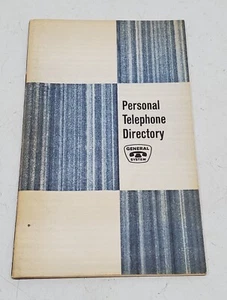 Personal
Telephone
Directory
GENERAL
SYSTEM